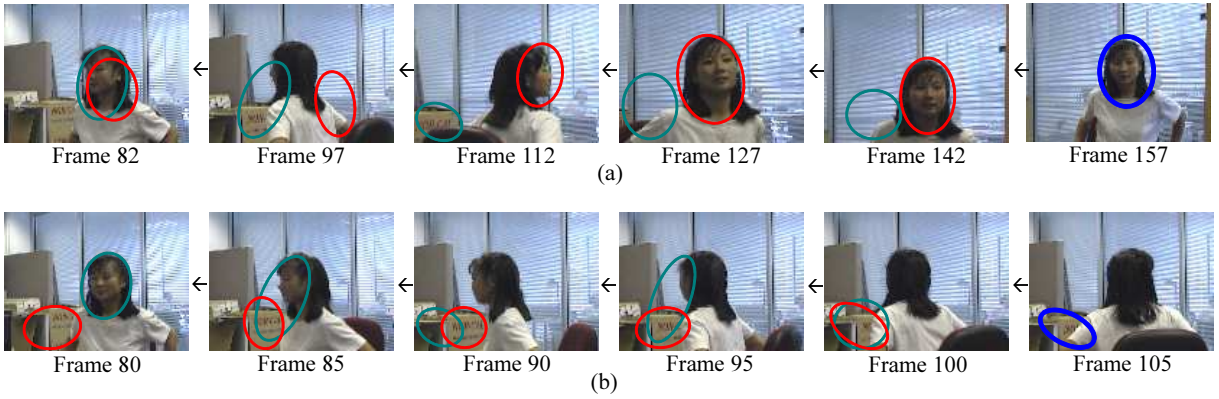 Frame 82 ← Frame 97 ← Frame 112 ← Frame 127 ← Frame 142 ← Frame 157
(a)
Frame 80 ← Frame 85 ← Frame 90 ← Frame 95 ← Frame 100 ← Frame 105
(b)